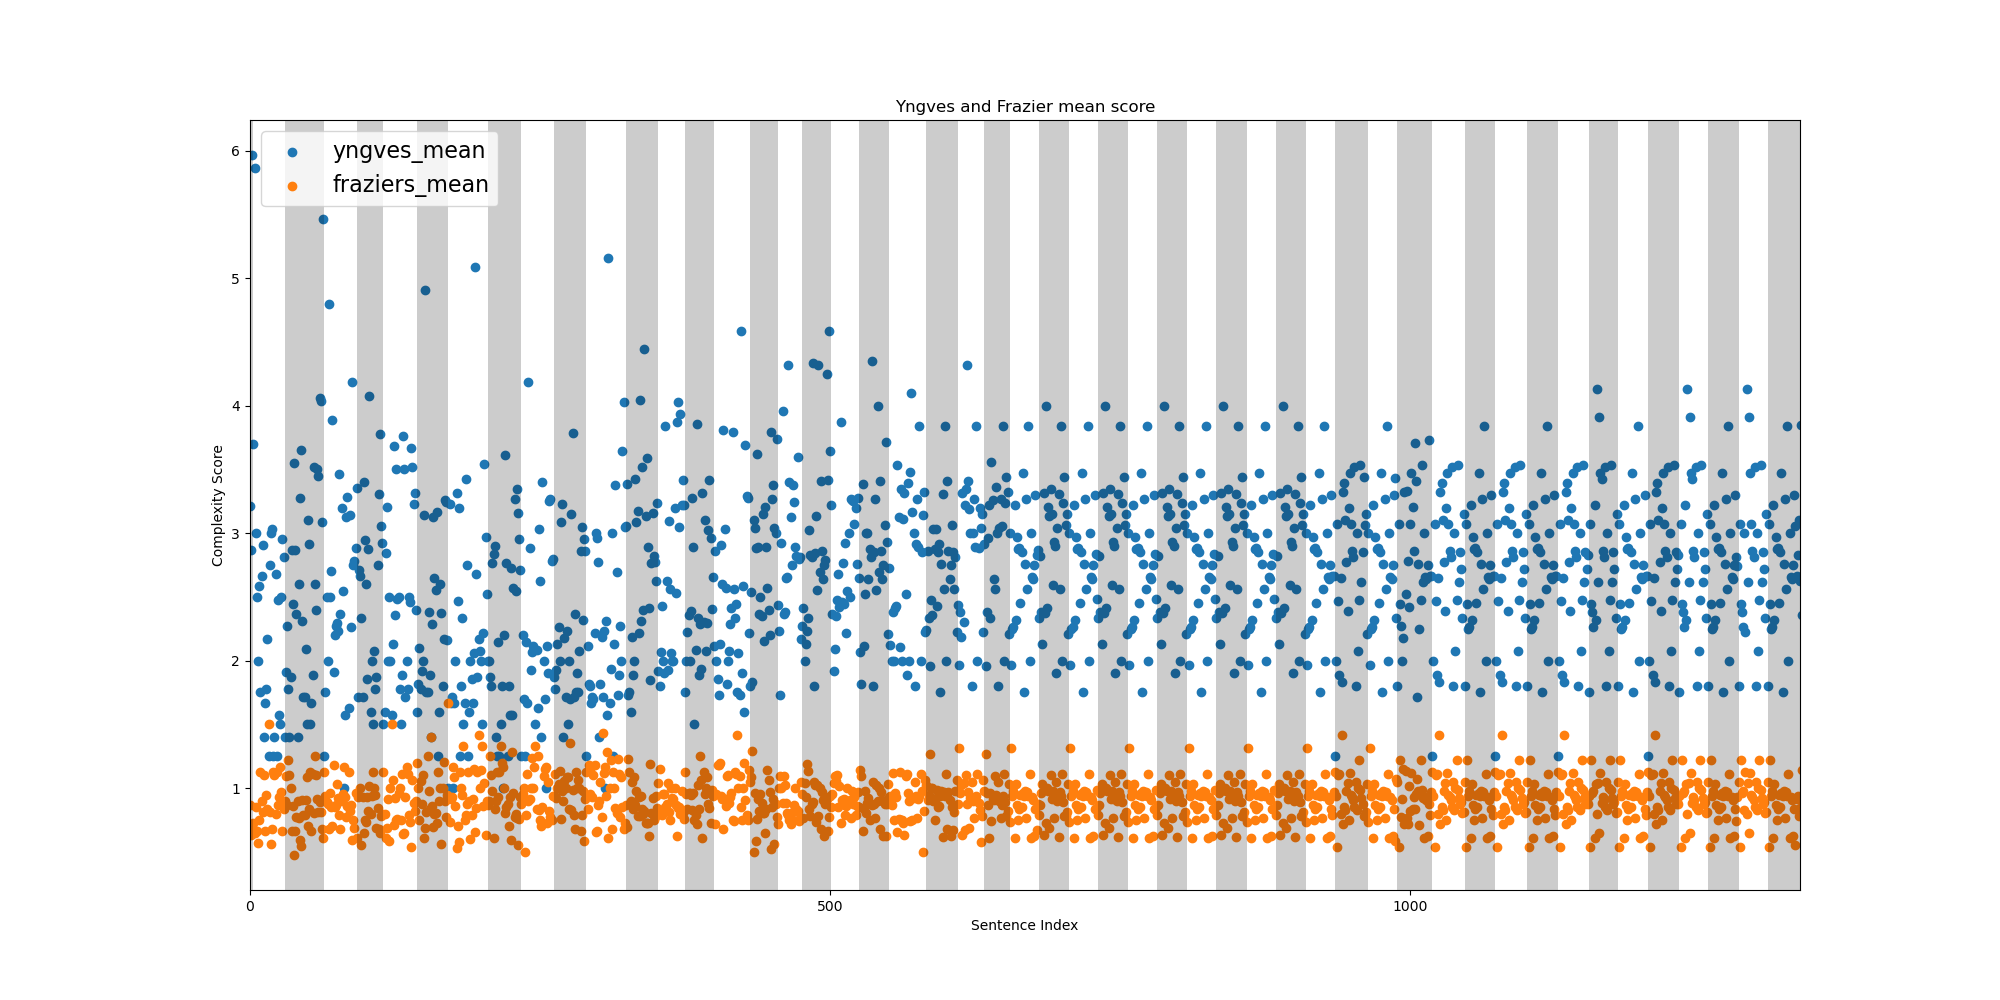 Yngves and Frazier mean score
yngves_mean
fraziers_mean
6
5
4
3
2
1
Complexity Score
0
500
1000
Sentence Index